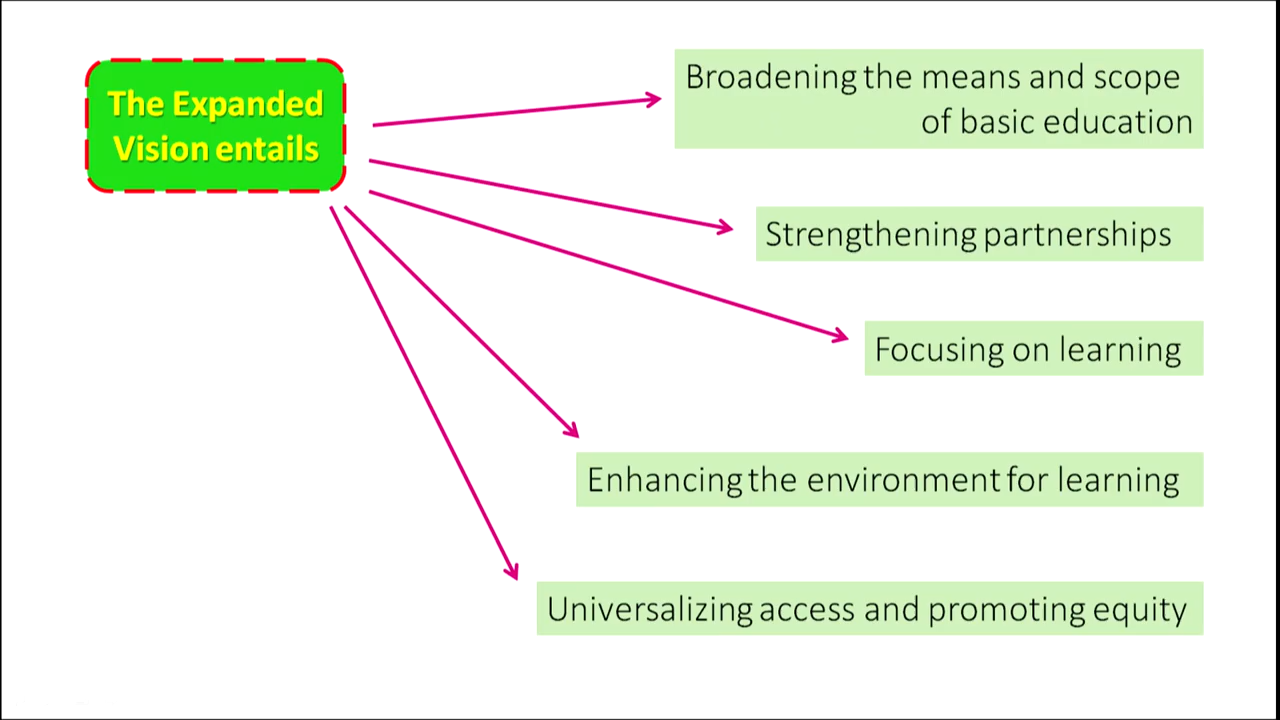 The Expanded
Vision entails
Broadening the means and scope
of basic education
Strengthening partnerships
Focusing on learning
Enhancing the environment for learning
Universalizing access and promoting equity